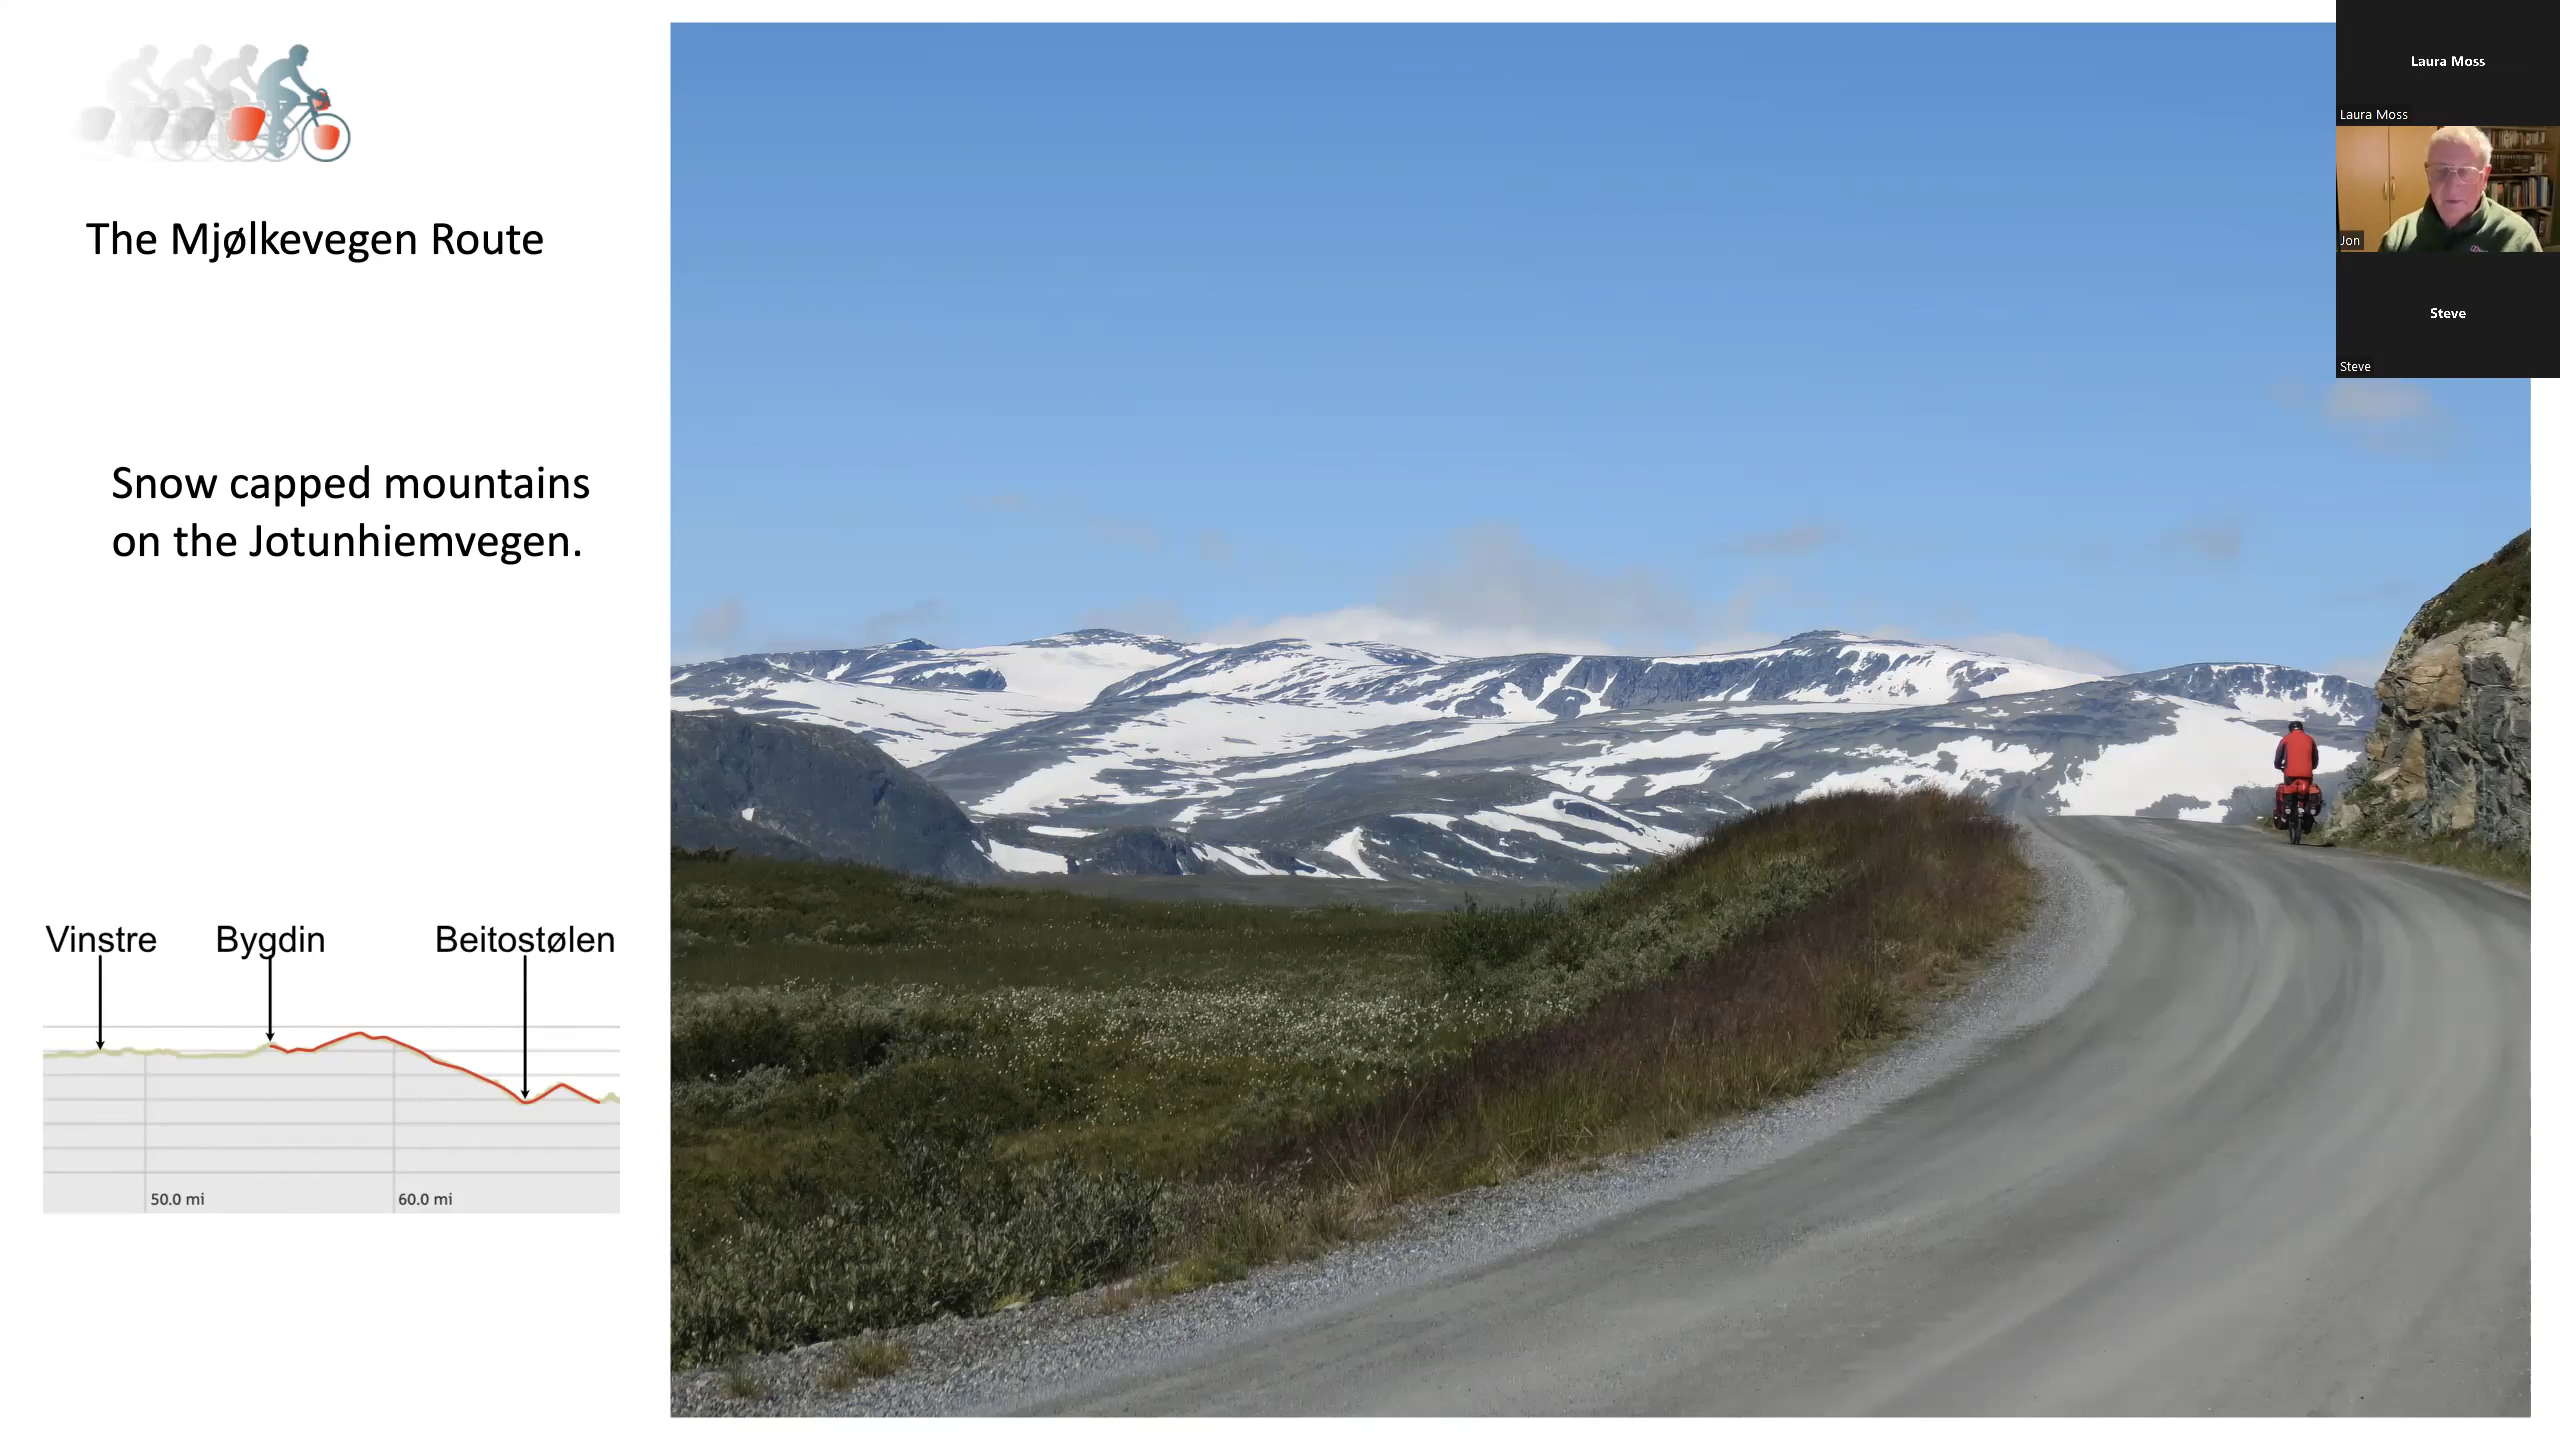 The Mjølkevegen Route
Snow capped mountains
on the Jotunhiemvegen.
Vinstre Bygdin Beitostølen
50.0 mi 60.0 mi
Laura Moss
Laura Moss
Jon
Steve
Steve